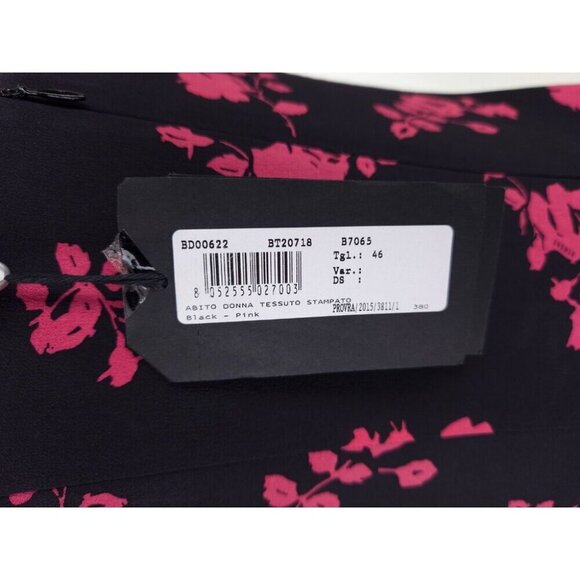 BD00622 BT20718 B7065
Tgl.: 46
Var.:
DS :
8 052555 027003
ABITO DONNA TESSUTO STAMPATO
Black - Pink
PROVRA/2015/3811/1 380